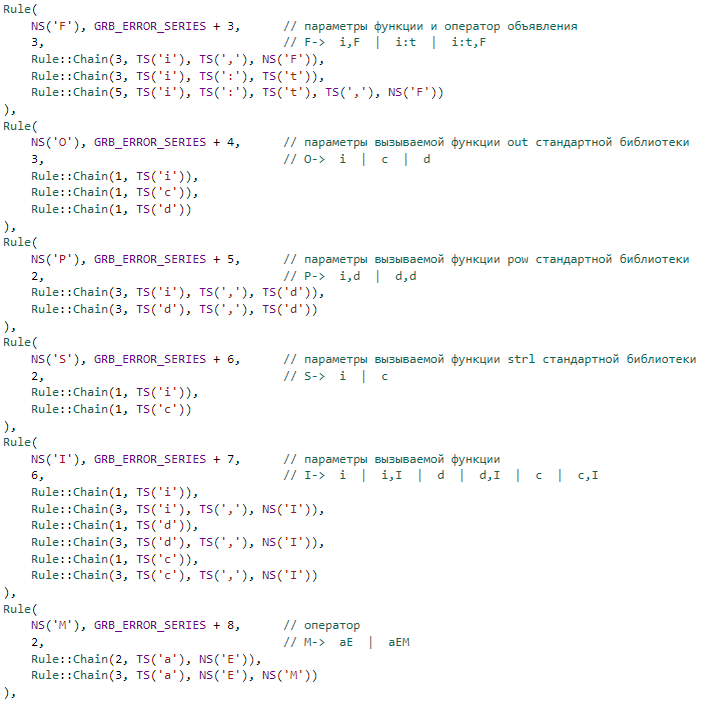 Rule(
    NS('F'), GRB_ERROR_SERIES + 3,      // параметры функции и оператор объявления
    3,                                  // F->  i,F  |  i:t  |  i:t,F
    Rule::Chain(3, TS('i'), TS(','), NS('F')),
    Rule::Chain(3, TS('i'), TS(':'), TS('t')),
    Rule::Chain(5, TS('i'), TS(':'), TS('t'), TS(','), NS('F'))
),
Rule(
    NS('O'), GRB_ERROR_SERIES + 4,      // параметры вызываемой функции out стандартной библиотеки
    3,                                  // O->  i  |  c  |  d
    Rule::Chain(1, TS('i')),
    Rule::Chain(1, TS('c')),
    Rule::Chain(1, TS('d'))
),
Rule(
    NS('P'), GRB_ERROR_SERIES + 5,      // параметры вызываемой функции pow стандартной библиотеки
    2,                                  // P->  i,d  |  d,d
    Rule::Chain(3, TS('i'), TS(','), TS('d')),
    Rule::Chain(3, TS('d'), TS(','), TS('d'))
),
Rule(
    NS('S'), GRB_ERROR_SERIES + 6,      // параметры вызываемой функции strl стандартной библиотеки
    2,                                  // S->  i  |  c
    Rule::Chain(1, TS('i')),
    Rule::Chain(1, TS('c'))
),
Rule(
    NS('I'), GRB_ERROR_SERIES + 7,      // параметры вызываемой функции
    6,                                  // I->  i  |  i,I  |  d  |  d,I  |  c  |  c,I
    Rule::Chain(1, TS('i')),
    Rule::Chain(3, TS('i'), TS(','), NS('I')),
    Rule::Chain(1, TS('d')),
    Rule::Chain(3, TS('d'), TS(','), NS('I')),
    Rule::Chain(1, TS('c')),
    Rule::Chain(3, TS('c'), TS(','), NS('I'))
),
Rule(
    NS('M'), GRB_ERROR_SERIES + 8,      // оператор
    2,                                  // M->  aE  |  aEM
    Rule::Chain(2, TS('a'), NS('E')),
    Rule::Chain(3, TS('a'), NS('E'), NS('M'))
),